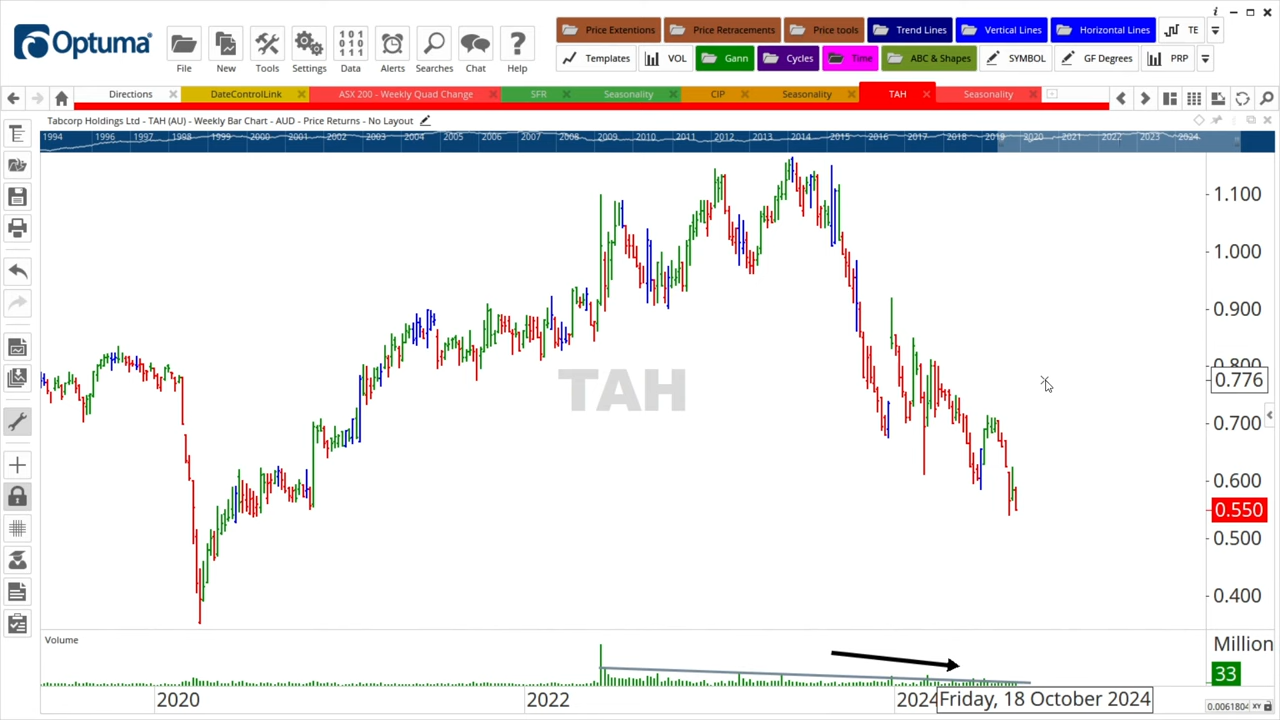 i
Optuma
File
New
Tools
Settings
Data
Alerts
Searches
Chat
Help
Price Extentions
Price Retracements
Price tools
Trend Lines
Vertical Lines
Horizontal Lines
TE
Templates
VOL
Gann
Cycles
Time
ABC & Shapes
SYMBOL
GF Degrees
PRP
Directions
DateControlLink
ASX 200 - Weekly Quad Change
SFR
Seasonality
CIP
Seasonality
TAH
Seasonality
Tabcorp Holdings Ltd - TAH (AU) - Weekly Bar Chart - AUD - Price Returns - No Layout
1994 1996 1997 1998 1999 2000 2001 2002 2003 2004 2005 2006 2007 2008 2009 2010 2011 2012 2013 2014 2015 2016 2017 2018 2019 2020 2021 2022 2023 2024
1.100
1.000
0.900
0.800
0.776
0.700
0.600
0.550
0.500
0.400
TAH
Volume
Million
33
2020
2022
2024
Friday, 18 October 2024
0.0061804
XY